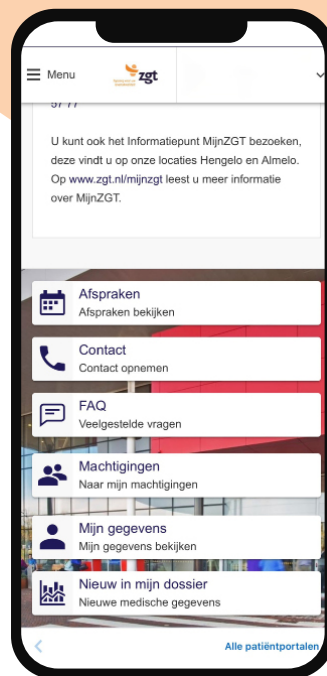 Menu
zgt
57 77
U kunt ook het Informatiepunt MijnZGT bezoeken,
deze vindt u op onze locaties Hengelo en Almelo.
Op www.zgt.nl/mijnzgt leest u meer informatie
over MijnZGT.
Afspraken
Afspraken bekijken
Contact
Contact opnemen
FAQ
Veelgestelde vragen
Machtigingen
Naar mijn machtigingen
Mijn gegevens
Mijn gegevens bekijken
Nieuw in mijn dossier
Nieuwe medische gegevens
Alle patiëntportalen